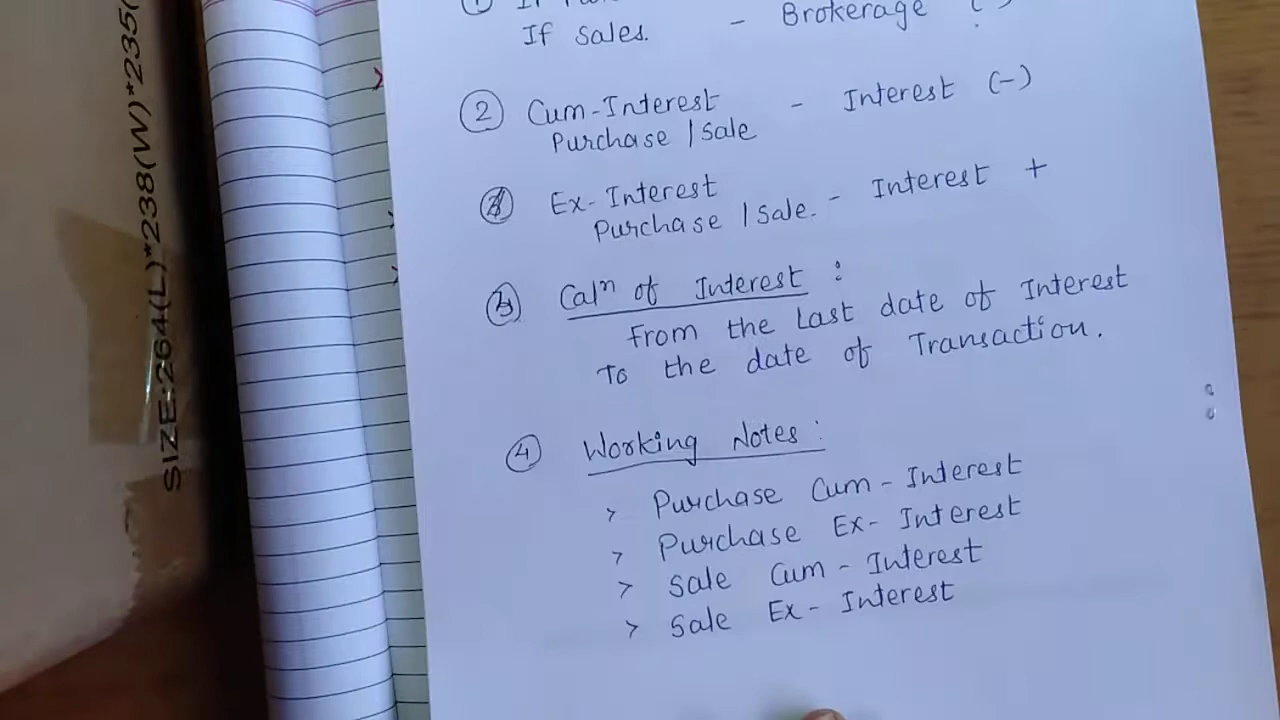 ① If
If Sales. - Brokerage
② Cum-Interest - Interest (-)
Purchase / Sale
Ex-Interest
Purchase / Sale. - Interest +
③ Calⁿ of Interest :
From the Last date of Interest
To the date of Transaction.
④ Working Notes :
> Purchase Cum - Interest
> Purchase Ex - Interest
> Sale Cum - Interest
> Sale Ex - Interest
SIZE:264(L)*238(W)*235(